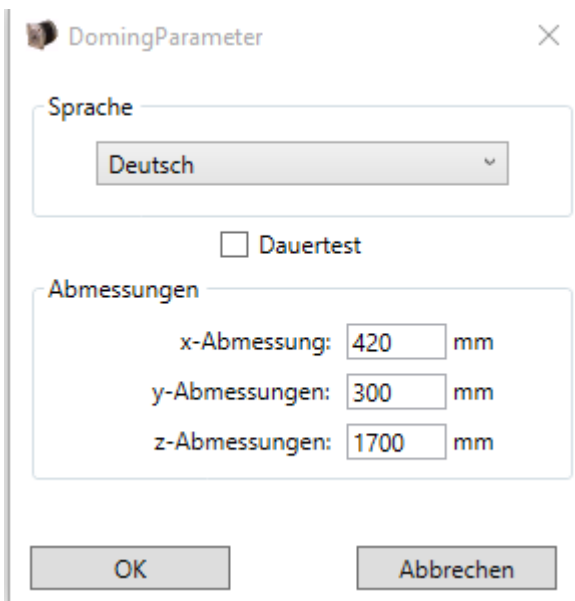 DomingParameter
Sprache
Deutsch
Dauertest
Abmessungen
x-Abmessung: 420 mm
y-Abmessungen: 300 mm
z-Abmessungen: 1700 mm
OK Abbrechen